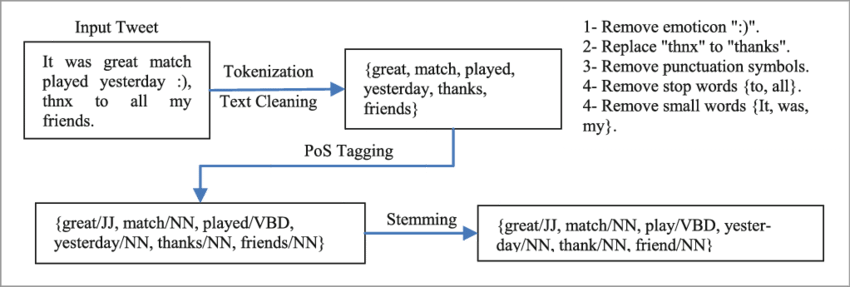 Input Tweet
It was great match
played yesterday :),
thnx to all my
friends.
Tokenization
Text Cleaning
{great, match, played,
yesterday, thanks,
friends}
1- Remove emoticon ":)".
2- Replace "thnx" to "thanks".
3- Remove punctuation symbols.
4- Remove stop words {to, all}.
4- Remove small words {It, was,
my}.
PoS Tagging
{great/JJ, match/NN, played/VBD,
yesterday/NN, thanks/NN, friends/NN}
Stemming
{great/JJ, match/NN, play/VBD, yester-
day/NN, thank/NN, friend/NN}